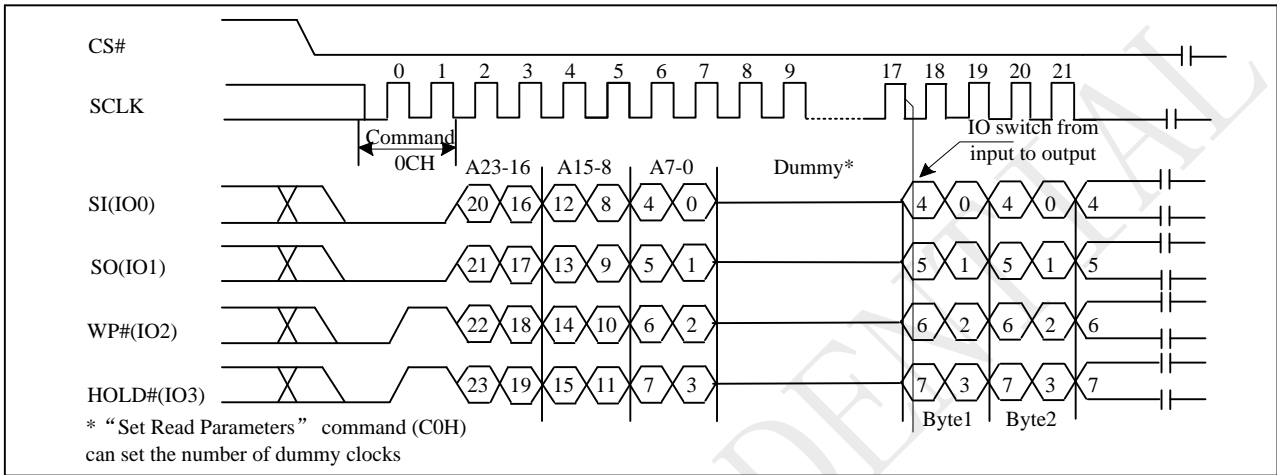 CS#
0 1 2 3 4 5 6 7 8 9 17 18 19 20 21
SCLK
Command
0CH
IO switch from
input to output
A23-16 A15-8 A7-0 Dummy*
SI(IO0) 20 16 12 8 4 0 4 0 4 0 4
SO(IO1) 21 17 13 9 5 1 5 1 5 1 5
WP#(IO2) 22 18 14 10 6 2 6 2 6 2 6
HOLD#(IO3) 23 19 15 11 7 3 7 3 7 3 7
Byte1 Byte2
* “Set Read Parameters” command (C0H)
can set the number of dummy clocks
DENTIAL